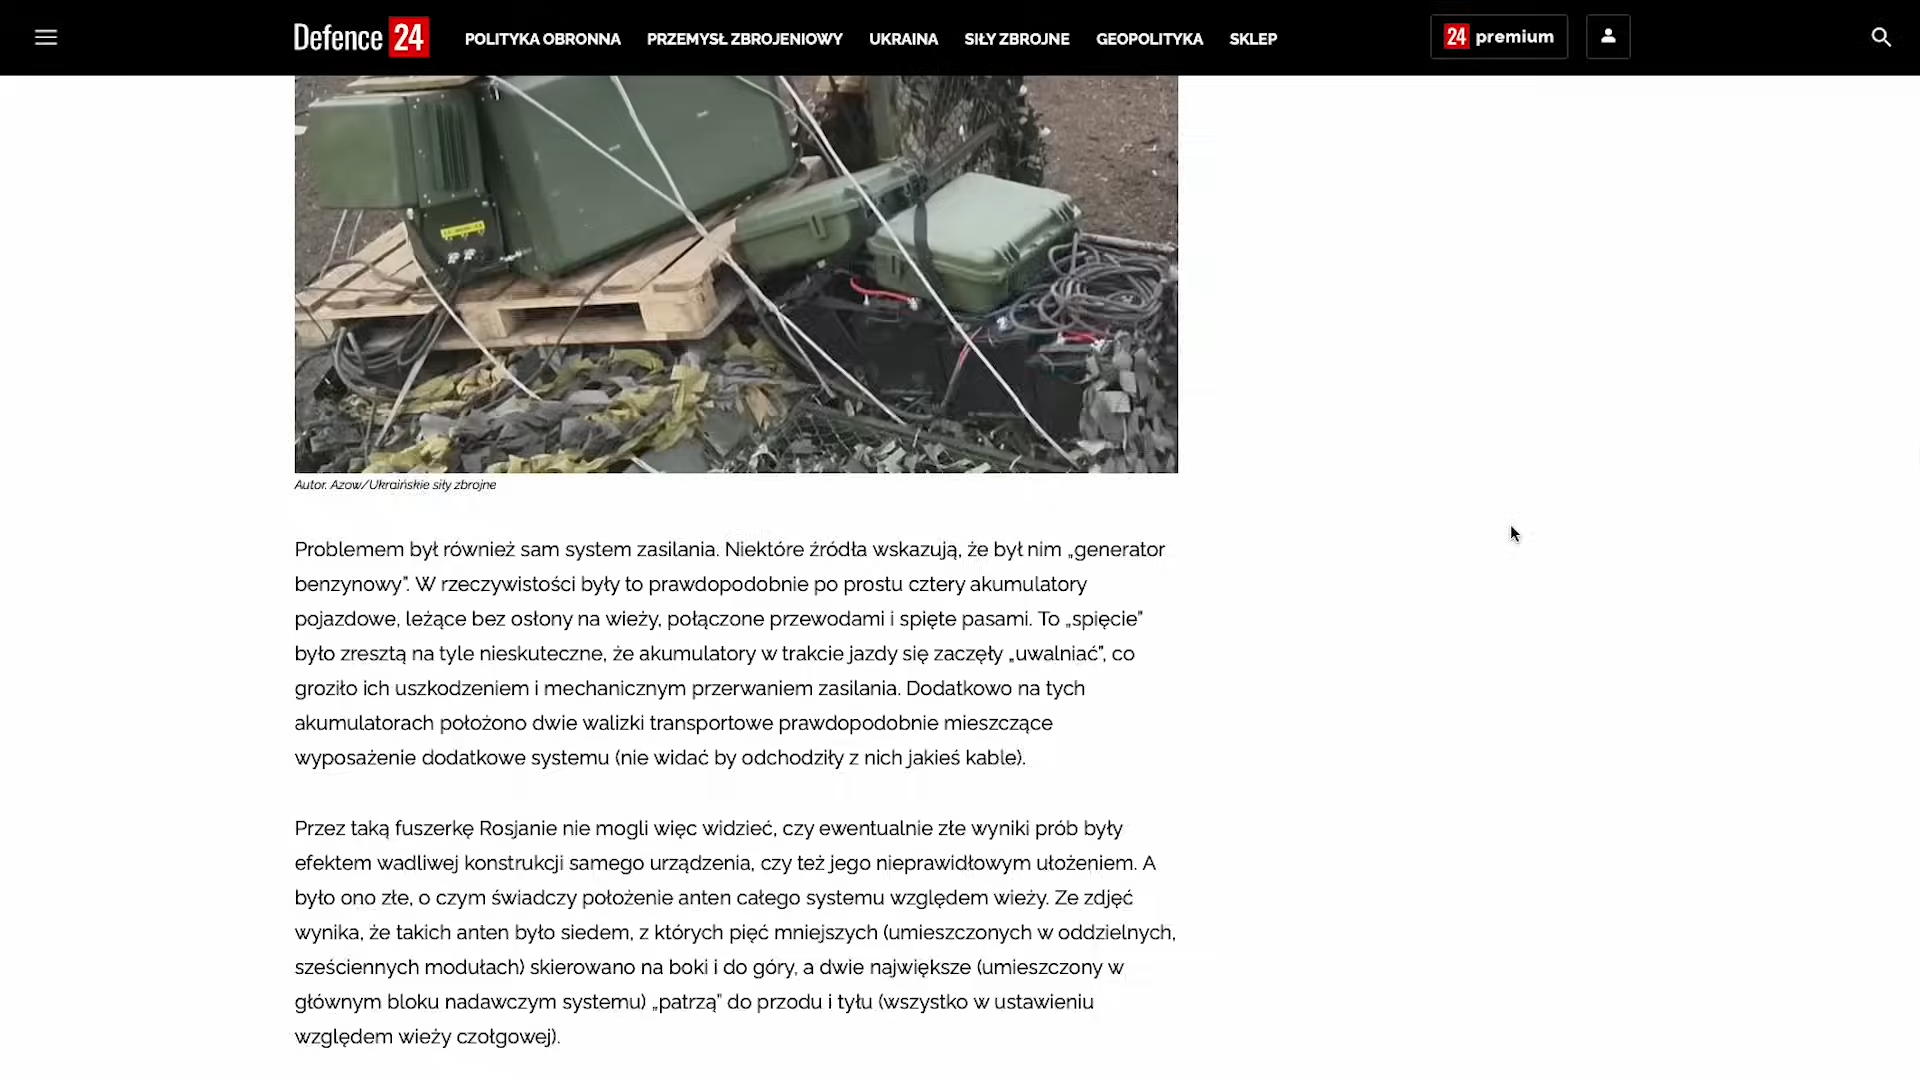 Defence 24
POLITYKA OBRONNA
PRZEMYSŁ ZBROJENIOWY
UKRAINA
SIŁY ZBROJNE
GEOPOLITYKA
SKLEP
24 premium
Autor. Azow/Ukraińskie siły zbrojne
Problemem był również sam system zasilania. Niektóre źródła wskazują, że był nim „generator
benzynowy”. W rzeczywistości były to prawdopodobnie po prostu cztery akumulatory
pojazdowe, leżące bez osłony na wieży, połączone przewodami i spięte pasami. To „spięcie”
było zresztą na tyle nieskuteczne, że akumulatory w trakcie jazdy się zaczęły „uwalniać”, co
groziło ich uszkodzeniem i mechanicznym przerwaniem zasilania. Dodatkowo na tych
akumulatorach położono dwie walizki transportowe prawdopodobnie mieszczące
wyposażenie dodatkowe systemu (nie widać by odchodziły z nich jakieś kable).
Przez taką fuszerkę Rosjanie nie mogli więc widzieć, czy ewentualnie złe wyniki prób były
efektem wadliwej konstrukcji samego urządzenia, czy też jego nieprawidłowym ułożeniem. A
było ono złe, o czym świadczy położenie anten całego systemu względem wieży. Ze zdjęć
wynika, że takich anten było siedem, z których pięć mniejszych (umieszczonych w oddzielnych,
sześciennych modułach) skierowano na boki i do góry, a dwie największe (umieszczony w
głównym bloku nadawczym systemu) „patrzą” do przodu i tyłu (wszystko w ustawieniu
względem wieży czołgowej).